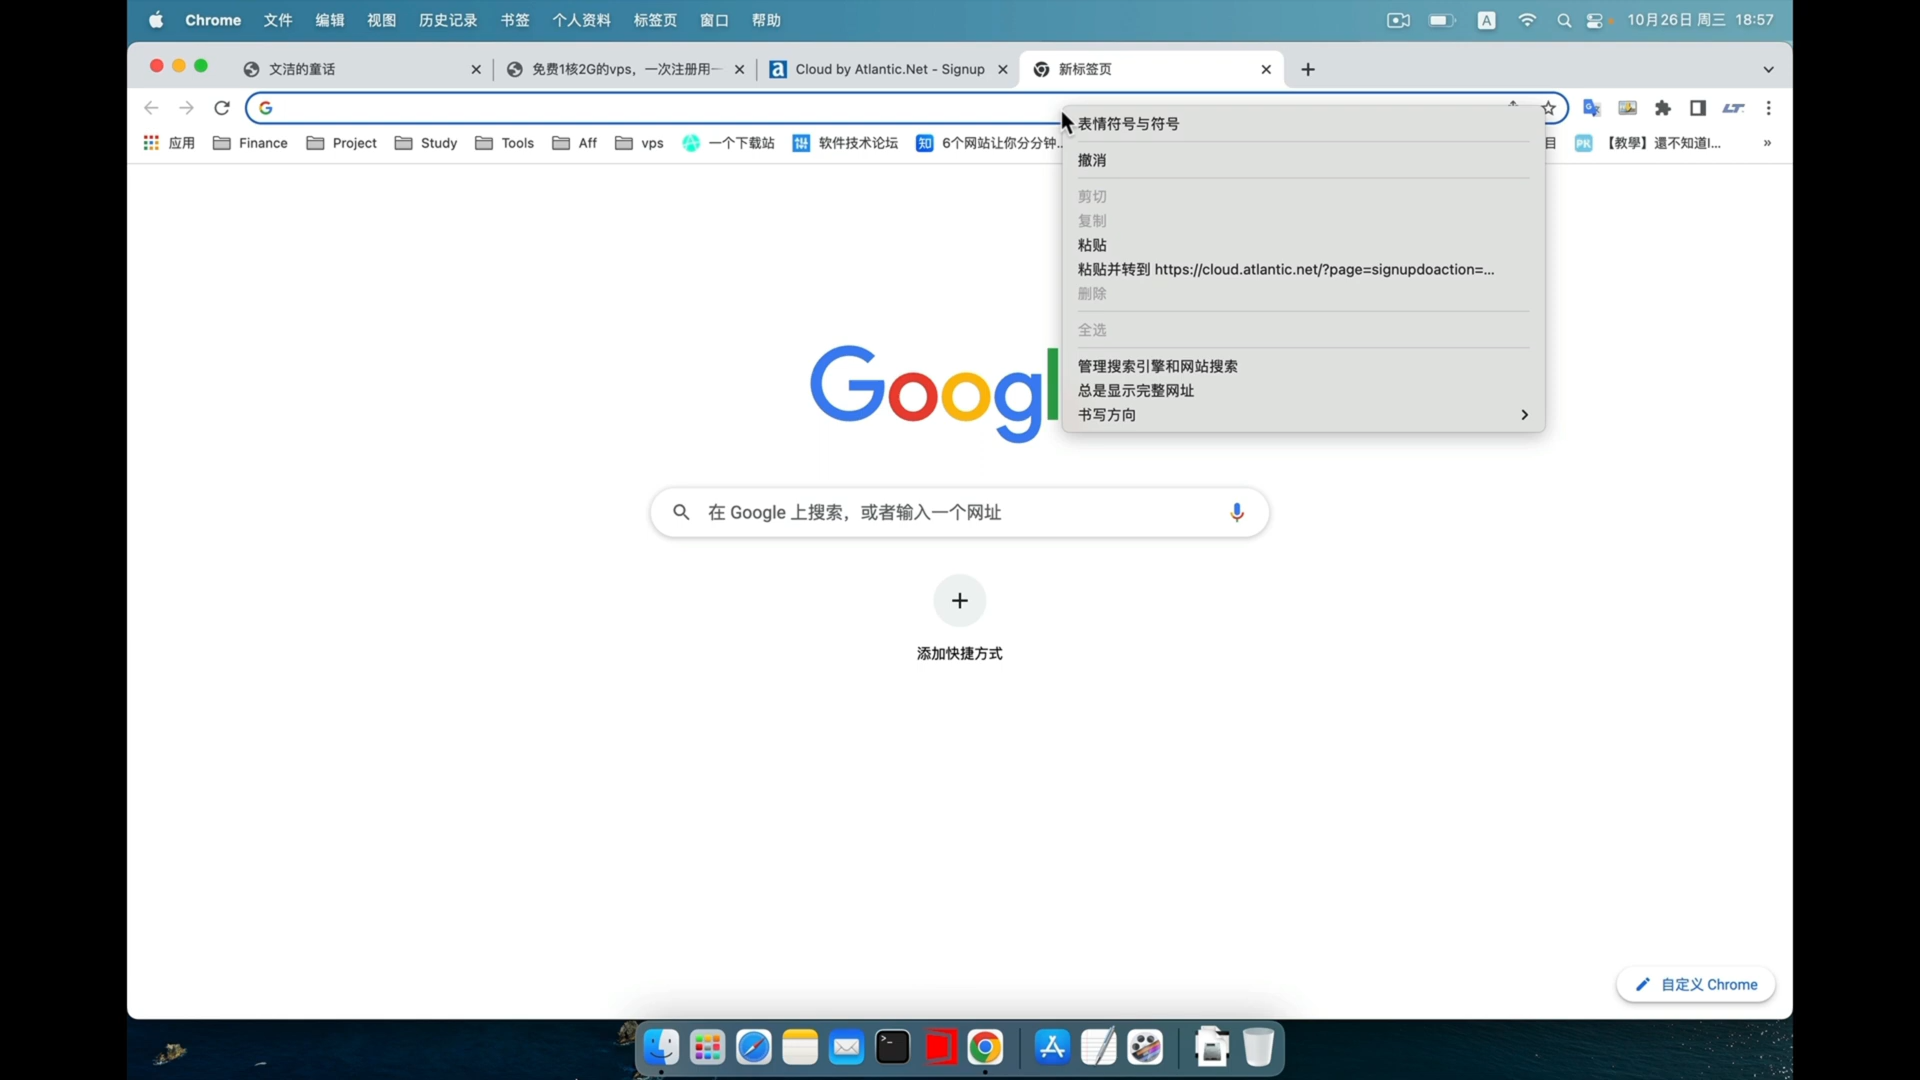 Chrome 文件 编辑 视图 历史记录 书签 个人资料 标签页 窗口 帮助 A 10月26日 周三 18:57
文洁的童话 免费1核2G的vps，一次注册用一 a Cloud by Atlantic.Net - Signup 新标签页
应用 Finance Project Study Tools Aff vps 一个下载站 软件技术论坛 知 6个网站让你分分钟... 目 PK 【教學】還不知道I... »
表情符号与符号
撤消
剪切
复制
粘贴
粘贴并转到 https://cloud.atlantic.net/?page=signupdoaction=...
删除
全选
管理搜索引擎和网站搜索
总是显示完整网址
书写方向
Googl
在 Google 上搜索，或者输入一个网址
添加快捷方式
自定义 Chrome